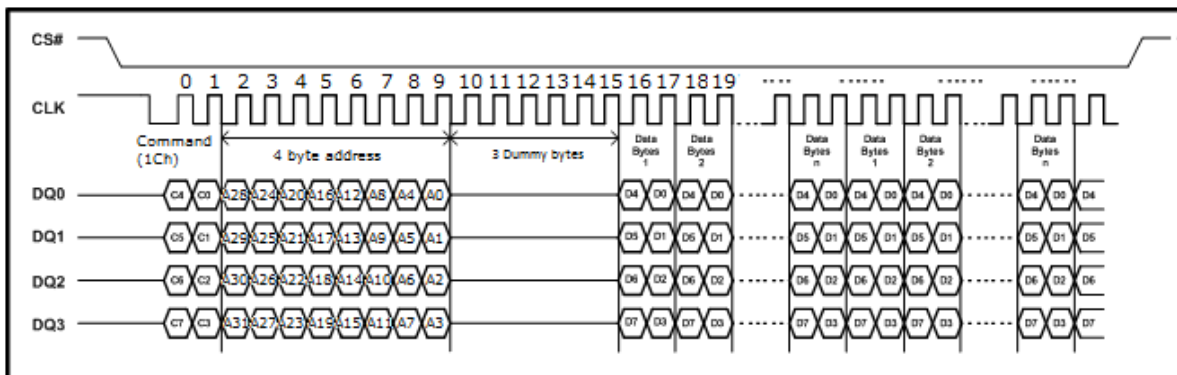 CS#
0 1 2 3 4 5 6 7 8 9 10 11 12 13 14 15 16 17 18 19
CLK
Command
(1Ch)
4 byte address
3 Dummy bytes
Data
Bytes
1
Data
Bytes
2
Data
Bytes
n
Data
Bytes
1
Data
Bytes
2
Data
Bytes
n
DQ0 C4 C0 A28 A24 A20 A16 A12 A8 A4 A0 D4 D0 D4 D0 D4 D0 D4 D0 D4 D0 D4 D0 D4
DQ1 C5 C1 A29 A25 A21 A17 A13 A9 A5 A1 D5 D1 D5 D1 D5 D1 D5 D1 D5 D1 D5 D1 D5
DQ2 C6 C2 A30 A26 A22 A18 A14 A10 A6 A2 D6 D2 D6 D2 D6 D2 D6 D2 D6 D2 D6 D2 D6
DQ3 C7 C3 A31 A27 A23 A19 A15 A11 A7 A3 D7 D3 D7 D3 D7 D3 D7 D3 D7 D3 D7 D3 D7